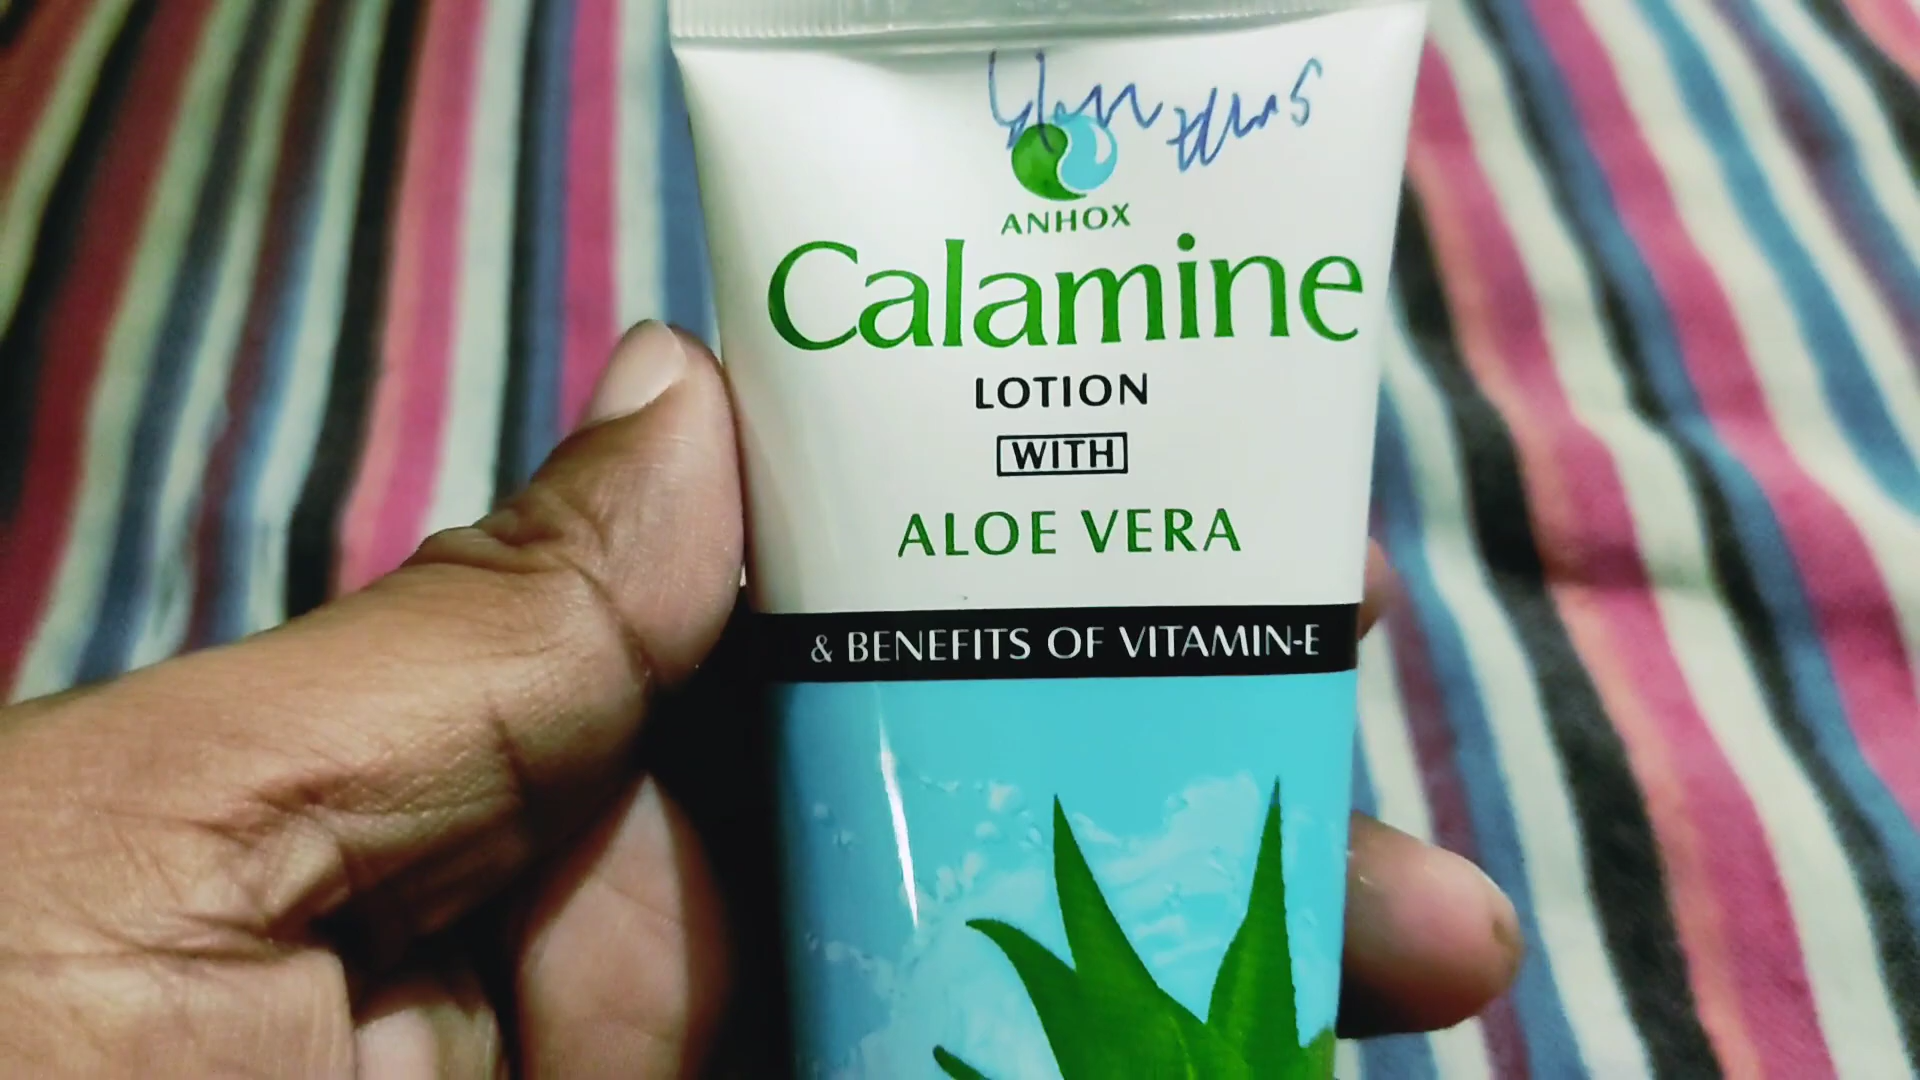 ANHOX
Calamine
LOTION
WITH
ALOE VERA
& BENEFITS OF VITAMIN-E